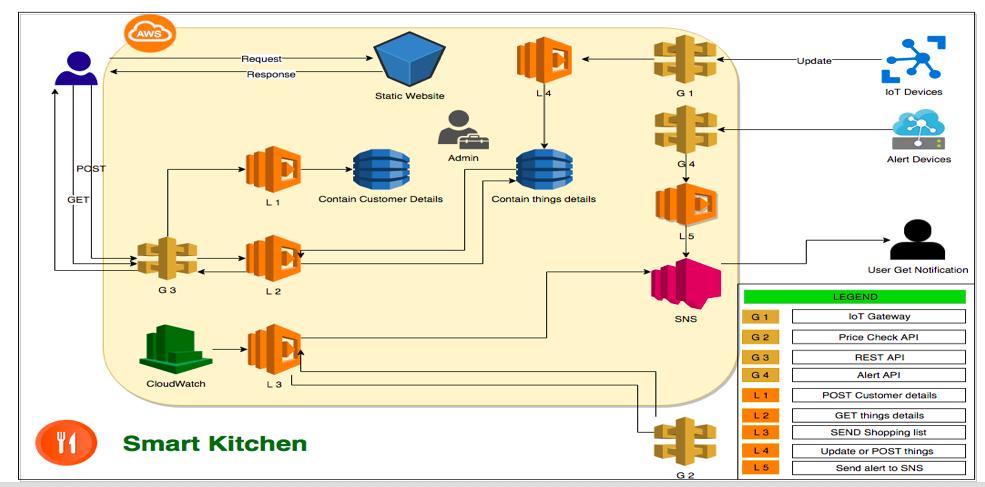 AWS
Request
Response
Static Website
L 4
G 1
Update
IoT Devices
Admin
G 4
Alert Devices
POST
GET
L 1
Contain Customer Details
Contain things details
L 5
G 3
L 2
SNS
User Get Notification
CloudWatch
L 3
Smart Kitchen
G 2
LEGEND
G 1 IoT Gateway
G 2 Price Check API
G 3 REST API
G 4 Alert API
L 1 POST Customer details
L 2 GET things details
L 3 SEND Shopping list
L 4 Update or POST things
L 5 Send alert to SNS